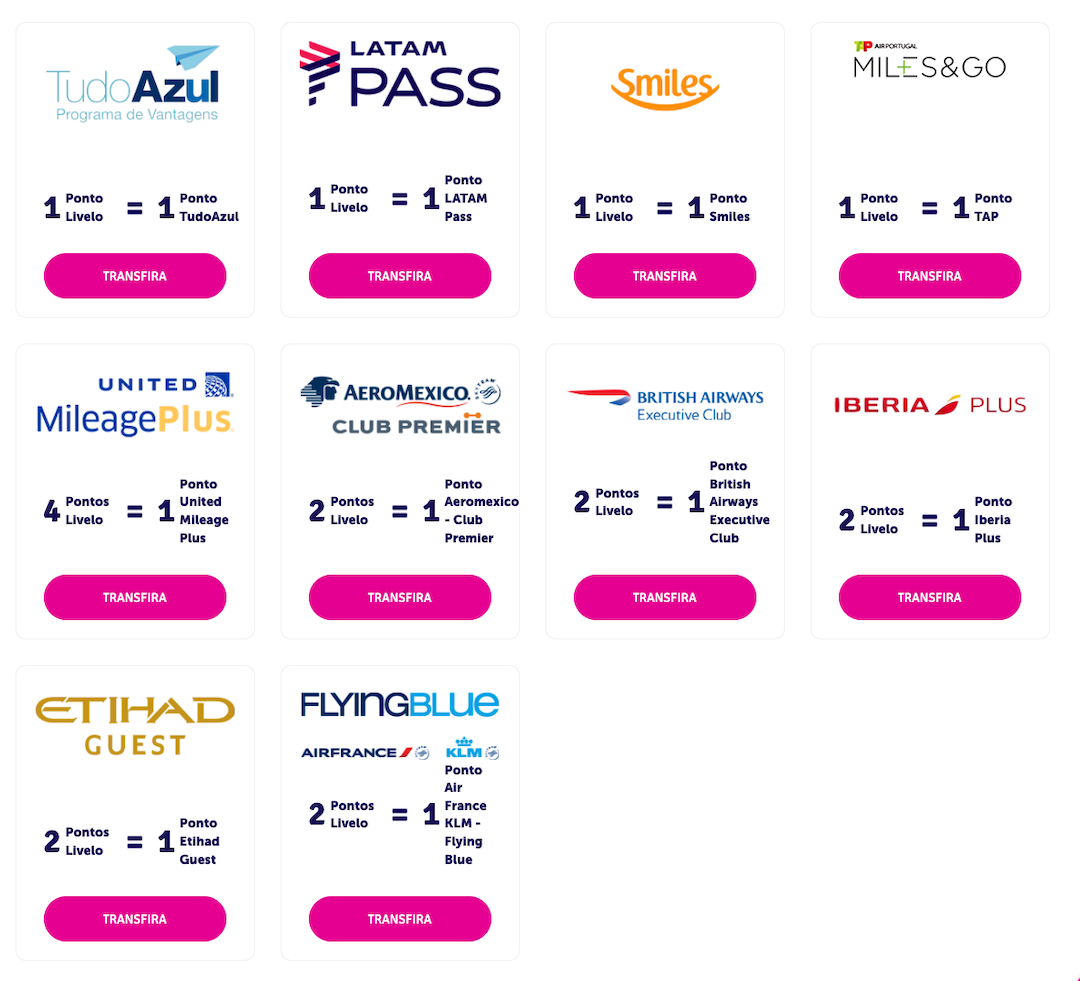 TudoAzul
Programa de Vantagens
1 Ponto Livelo = 1 Ponto TudoAzul
TRANSFIRA
LATAM
PASS
1 Ponto Livelo = 1 Ponto LATAM Pass
TRANSFIRA
Smiles
1 Ponto Livelo = 1 Ponto Smiles
TRANSFIRA
TAP AIR PORTUGAL
MILES&GO
1 Ponto Livelo = 1 Ponto TAP
TRANSFIRA
UNITED
MileagePlus
4 Pontos Livelo = 1 Ponto United Mileage Plus
TRANSFIRA
AEROMEXICO. SKYTEAM
CLUB PREMIER
2 Pontos Livelo = 1 Ponto Aeromexico - Club Premier
TRANSFIRA
BRITISH AIRWAYS
Executive Club
2 Pontos Livelo = 1 Ponto British Airways Executive Club
TRANSFIRA
IBERIA PLUS
2 Pontos Livelo = 1 Ponto Iberia Plus
TRANSFIRA
ETIHAD
GUEST
2 Pontos Livelo = 1 Ponto Etihad Guest
TRANSFIRA
FLYINGBLUE
AIRFRANCE KLM
2 Pontos Livelo = 1 Ponto Air France KLM - Flying Blue
TRANSFIRA